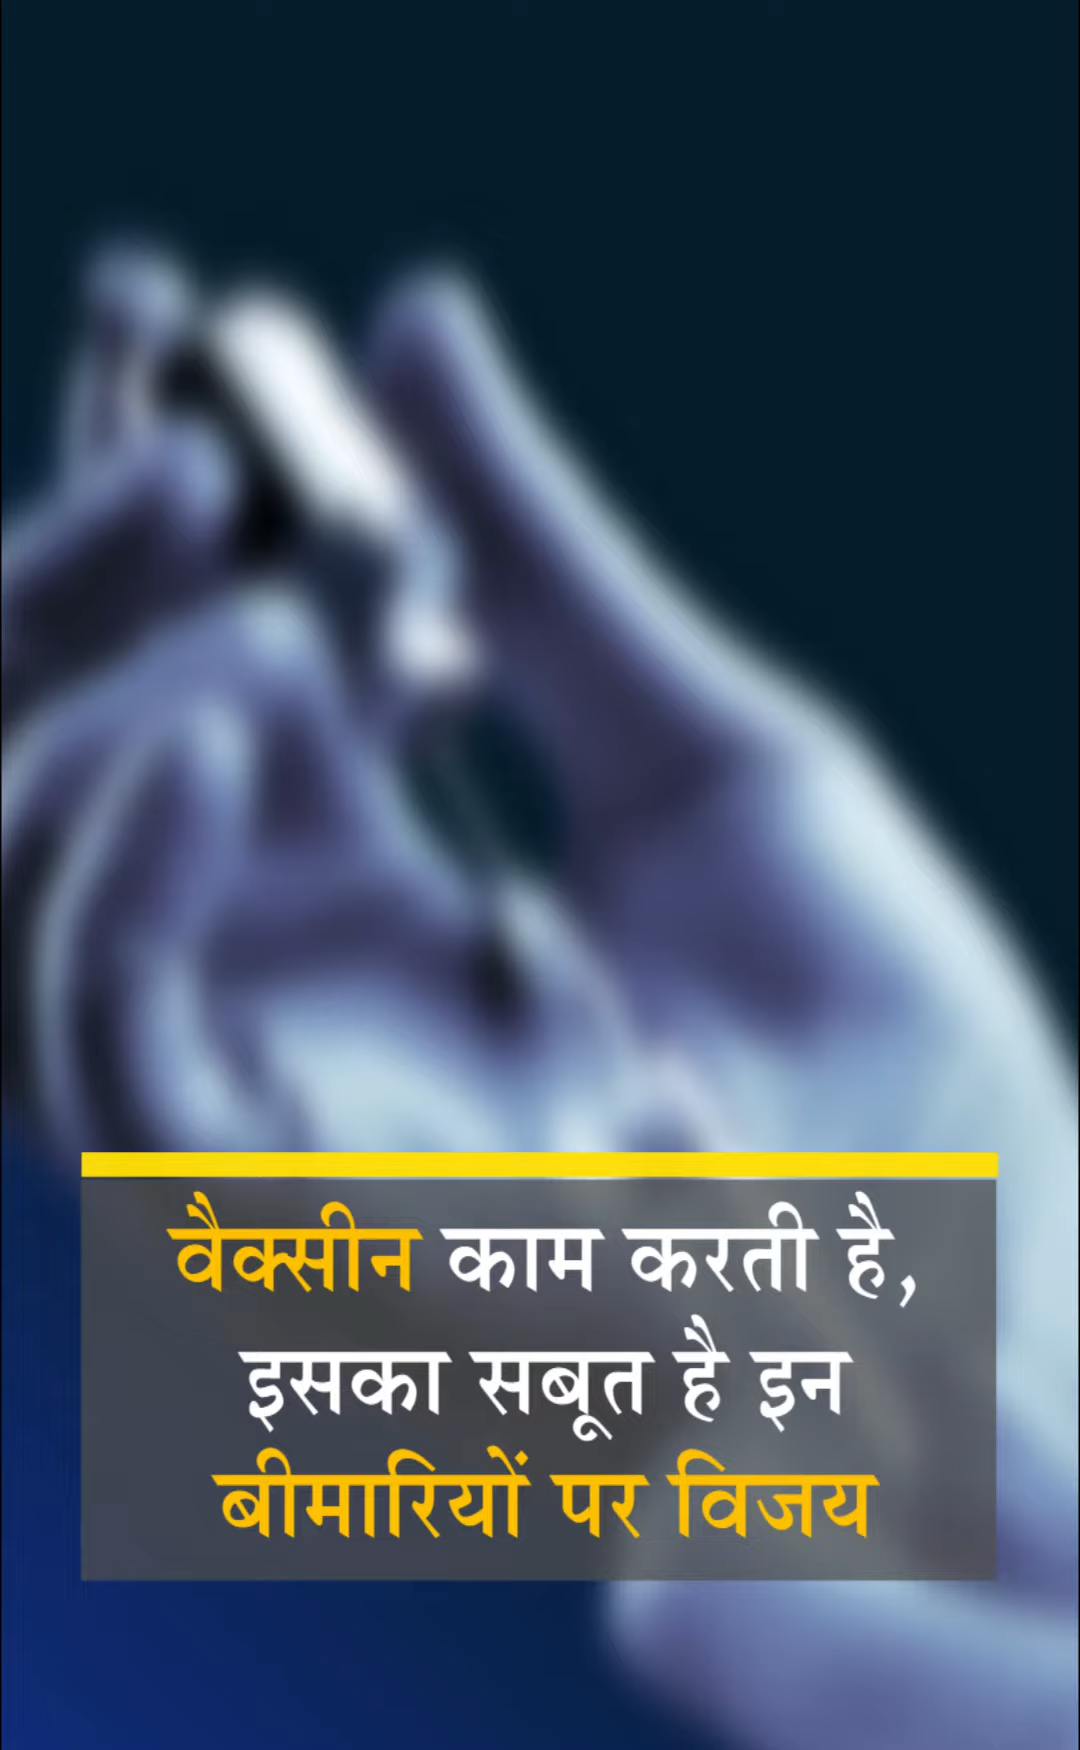 वैक्सीन काम करती है,
इसका सबूत है इन
बीमारियों पर विजय